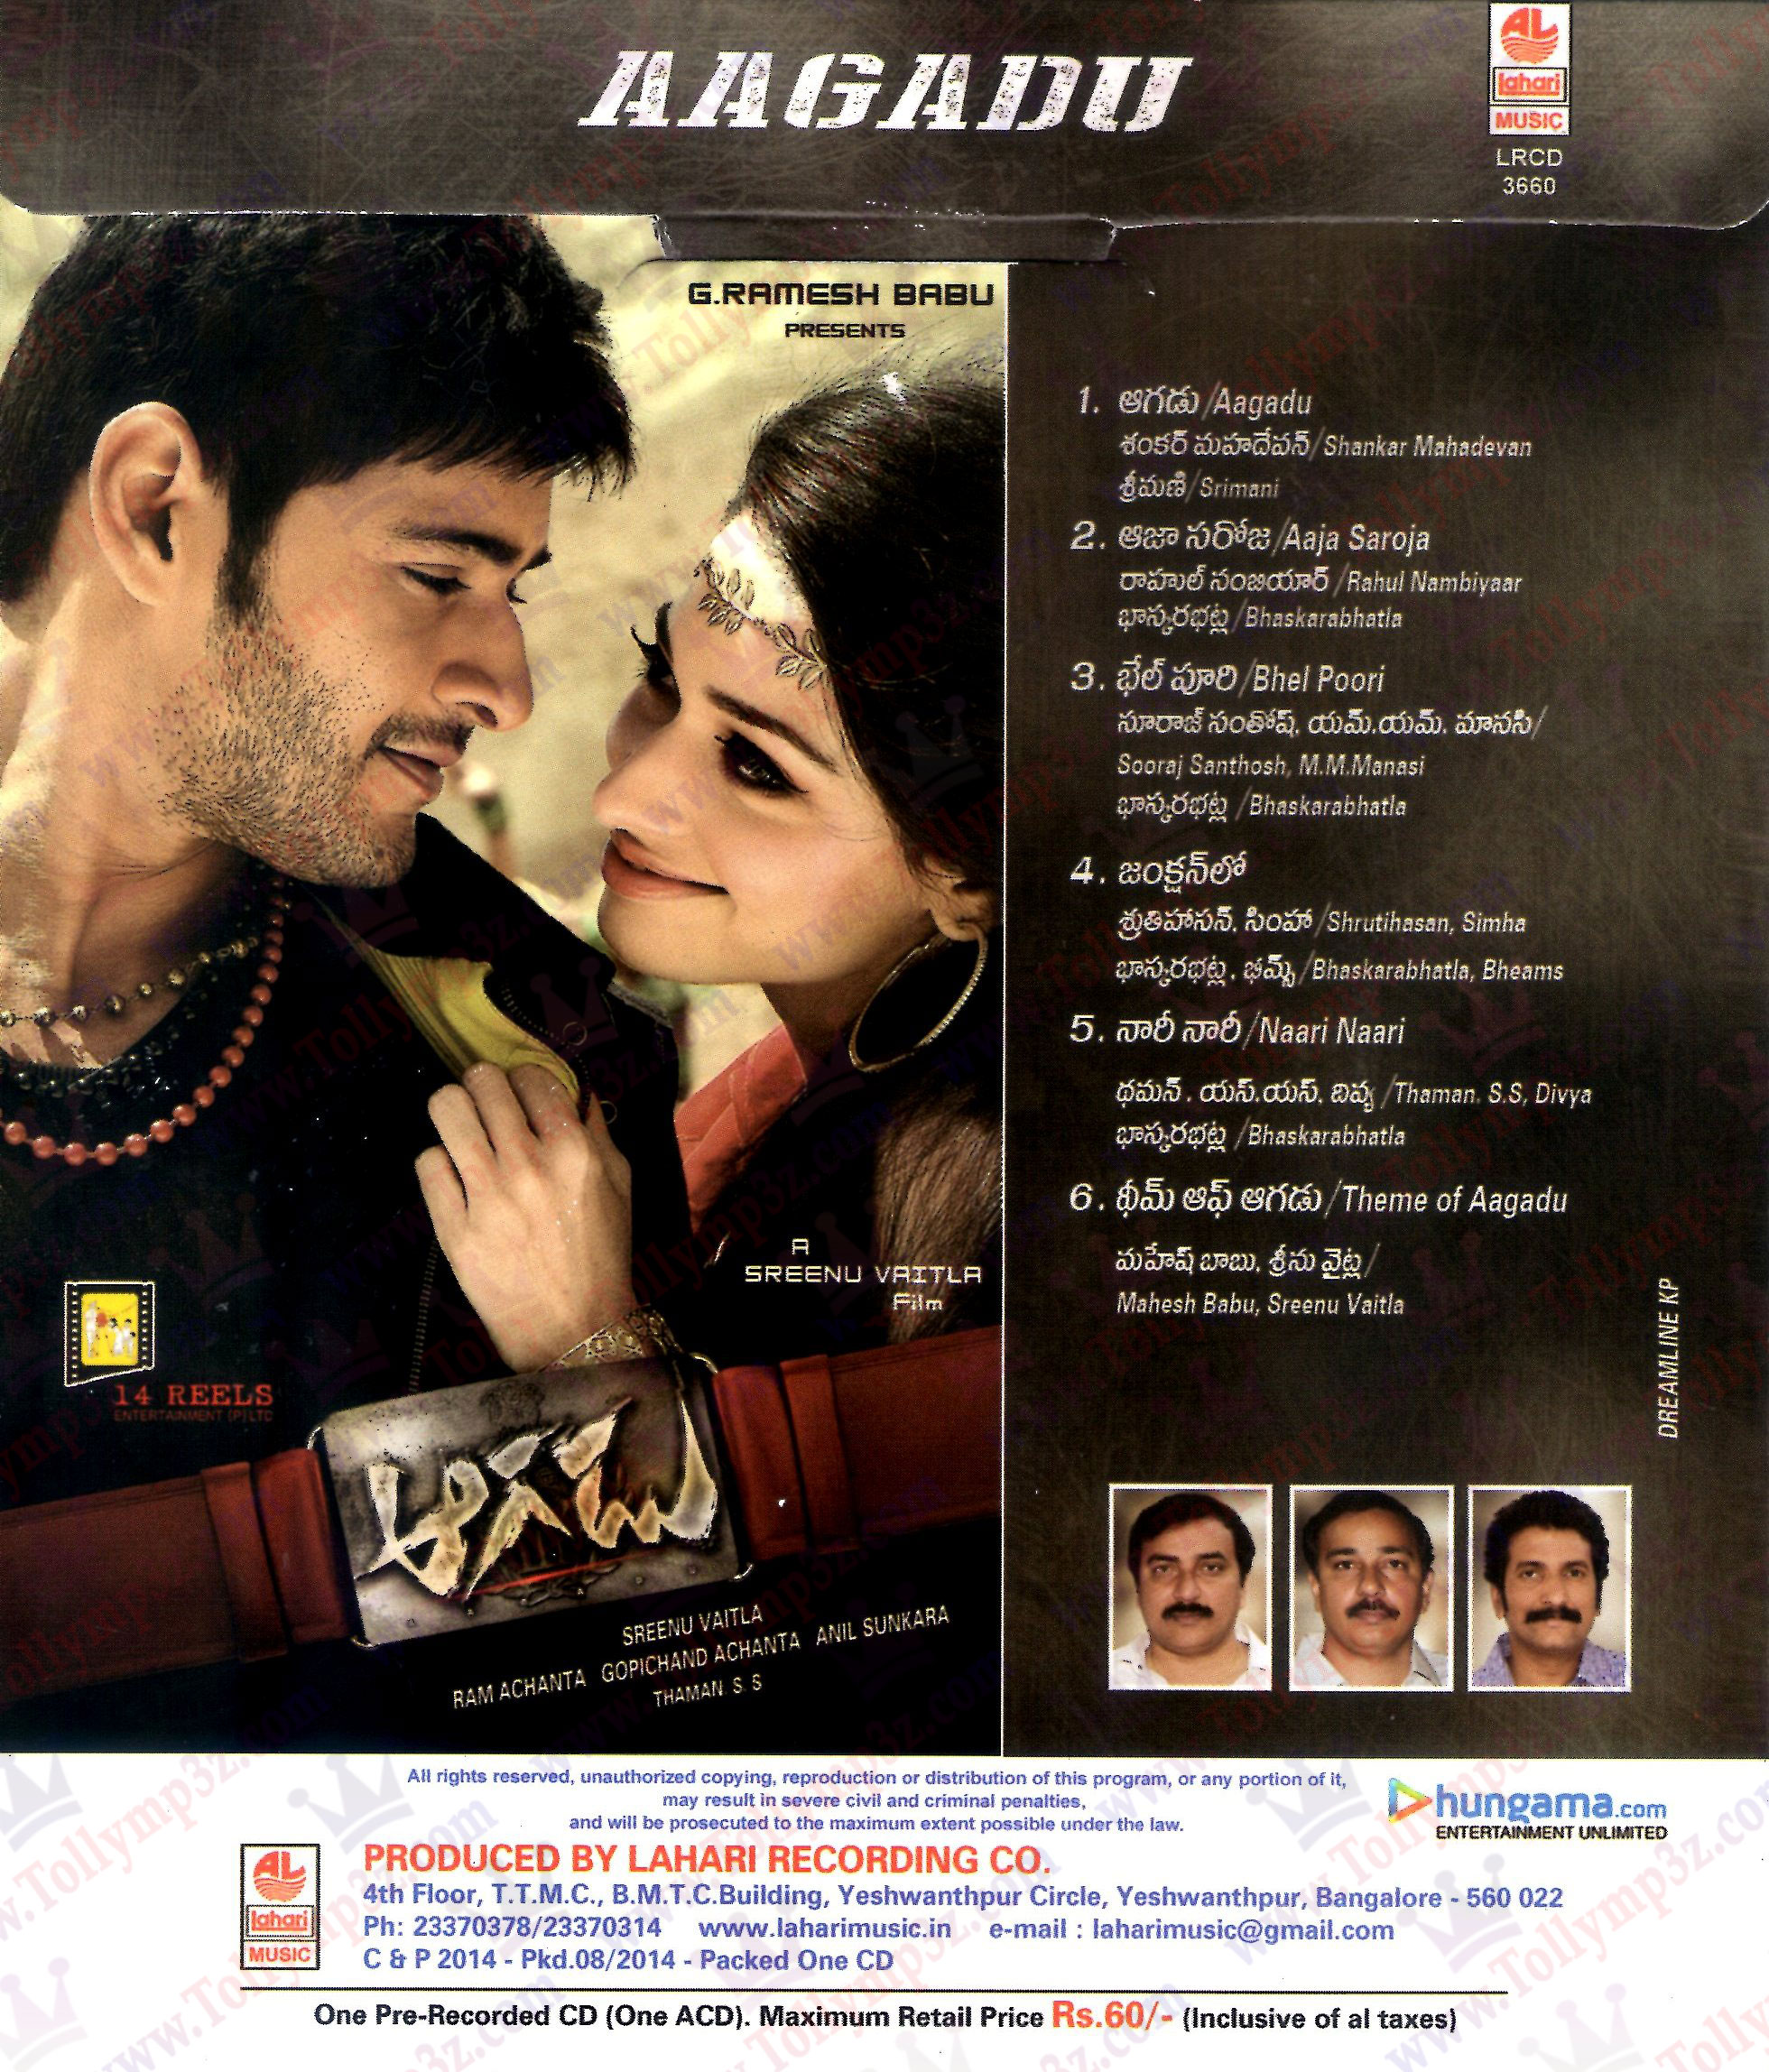 AAGADU
AL
lahari
MUSIC
LRCD
3660
G.RAMESH BABU
PRESENTS
A
SREENU VAITLA
Film
14 REELS
ENTERTAINMENT (P) LTD
ఆగడు
SREENU VAITLA
RAM ACHANTA GOPICHAND ACHANTA ANIL SUNKARA
THAMAN S. S
1. ఆగడు/Aagadu
శంకర్ మహదేవన్/Shankar Mahadevan
శ్రీమణి/Srimani
2. ఆజా సరోజ/Aaja Saroja
రాహుల్ నంబియార్/Rahul Nambiyaar
భాస్కరభట్ల/Bhaskarabhatla
3. భేల్ పూరి/Bhel Poori
సూరాజ్ సంతోష్, యమ్.యమ్. మానసి/
Sooraj Santhosh, M.M.Manasi
భాస్కరభట్ల /Bhaskarabhatla
4. జంక్షన్‌లో
శ్రుతిహాసన్, సింహా/Shrutihasan, Simha
భాస్కరభట్ల, భీమ్స్/Bhaskarabhatla, Bheams
5. నారీ నారీ/Naari Naari
థమన్. యస్.యస్, దివ్య/Thaman. S.S, Divya
భాస్కరభట్ల /Bhaskarabhatla
6. థీమ్ ఆఫ్ ఆగడు/Theme of Aagadu
మహేష్ బాబు, శ్రీను వైట్ల/
Mahesh Babu, Sreenu Vaitla
DREAMLINE KP
All rights reserved, unauthorized copying, reproduction or distribution of this program, or any portion of it,
may result in severe civil and criminal penalties,
and will be prosecuted to the maximum extent possible under the law.
hungama.com
ENTERTAINMENT UNLIMITED
AL
lahari
MUSIC
PRODUCED BY LAHARI RECORDING CO.
4th Floor, T.T.M.C., B.M.T.C.Building, Yeshwanthpur Circle, Yeshwanthpur, Bangalore - 560 022
Ph: 23370378/23370314 www.laharimusic.in e-mail : laharimusic@gmail.com
C & P 2014 - Pkd.08/2014 - Packed One CD
One Pre-Recorded CD (One ACD). Maximum Retail Price Rs.60/- (Inclusive of al taxes)
www.Tollymp3z.com